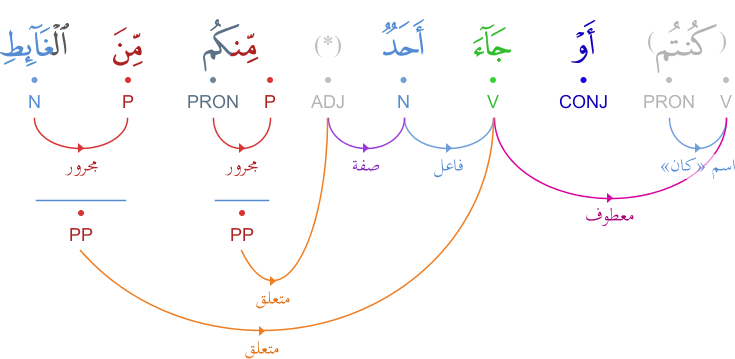 (كُنتُم) أَوْ جَآءَ أَحَدٌ (*) مِّنكُم مِّنَ ٱلْغَآئِطِ
V PRON CONJ V N ADJ P PRON P N
اسم «كان» فاعل صفة مجرور مجرور
معطوف
PP PP
متعلق
متعلق